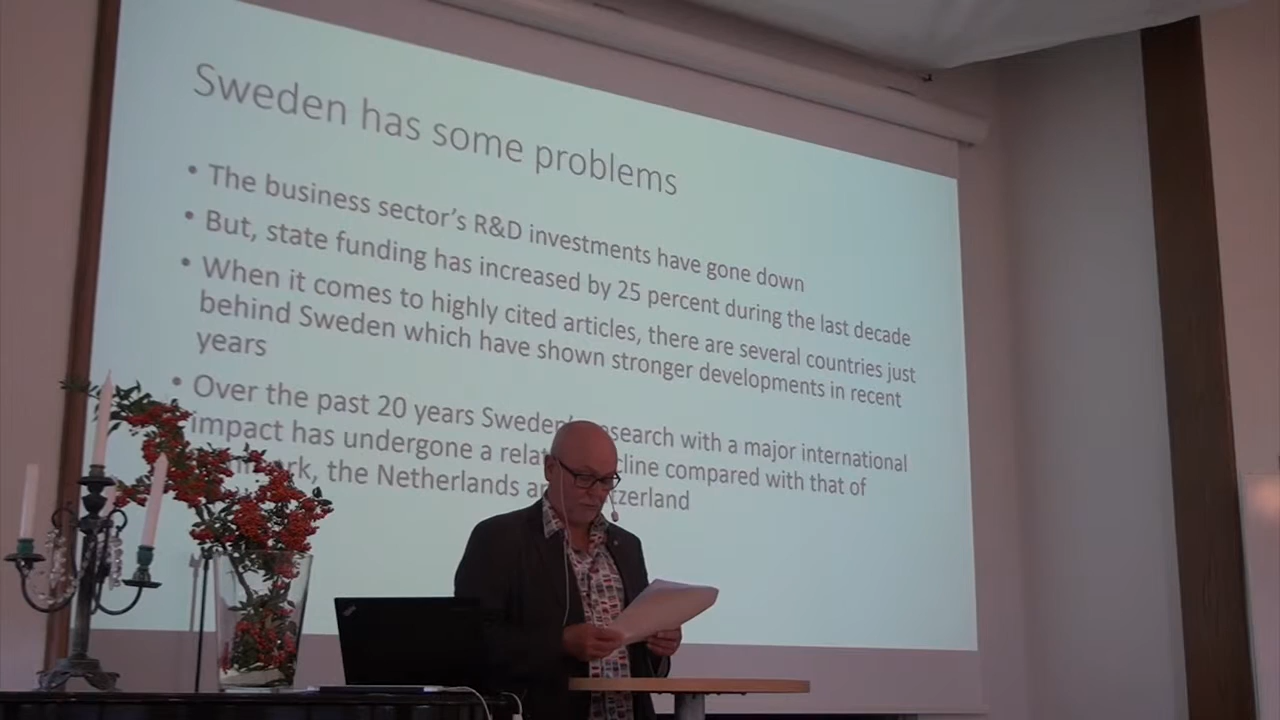 Sweden has some problems
• The business sector's R&D investments have gone down
• But, state funding has increased by 25 percent during the last decade
• When it comes to highly cited articles, there are several countries just
behind Sweden which have shown stronger developments in recent
years
• Over the past 20 years Sweden's research with a major international
impact has undergone a relative decline compared with that of
the Netherlands